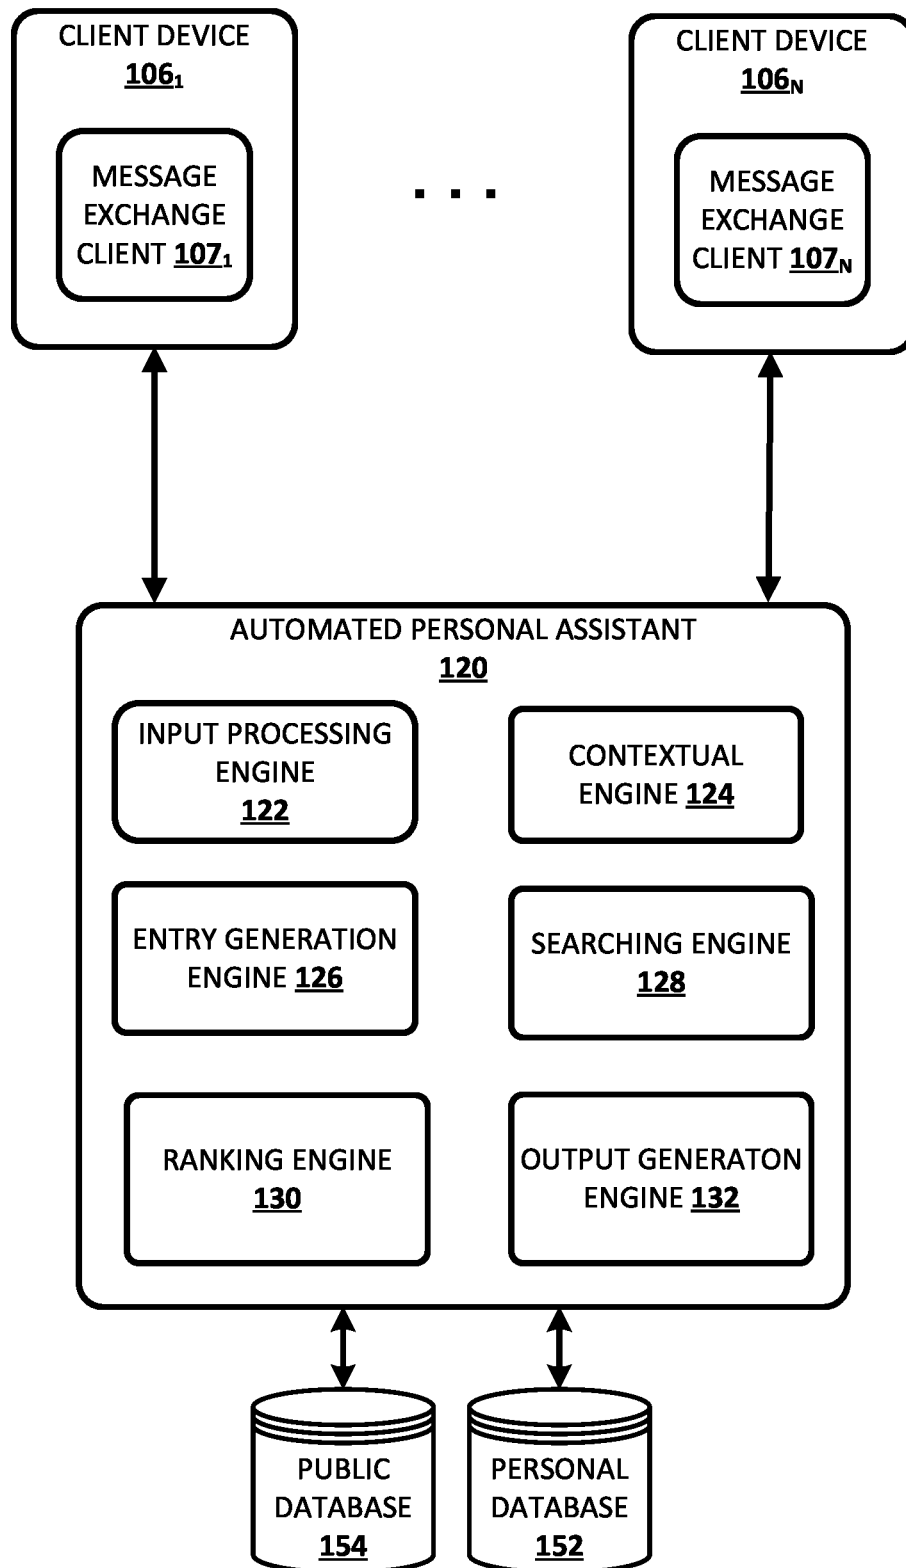 CLIENT DEVICE
106₁
MESSAGE
EXCHANGE
CLIENT 107₁
. . .
CLIENT DEVICE
106ₙ
MESSAGE
EXCHANGE
CLIENT 107ₙ
AUTOMATED PERSONAL ASSISTANT
120
INPUT PROCESSING
ENGINE
122
CONTEXTUAL
ENGINE 124
ENTRY GENERATION
ENGINE 126
SEARCHING ENGINE
128
RANKING ENGINE
130
OUTPUT GENERATON
ENGINE 132
PUBLIC
DATABASE
154
PERSONAL
DATABASE
152